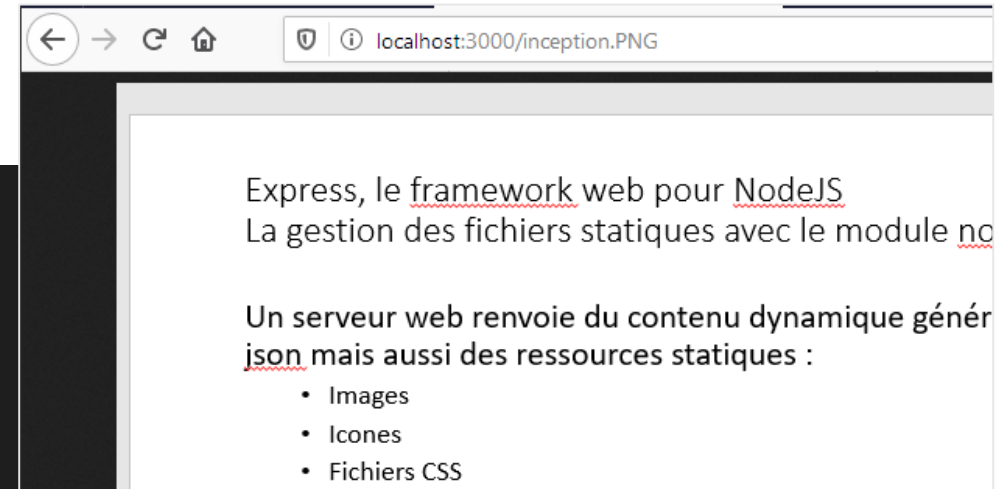 localhost:3000/inception.PNG
Express, le framework web pour NodeJS
La gestion des fichiers statiques avec le module
Un serveur web renvoie du contenu dynamique
json mais aussi des ressources statiques :
• Images
• Icones
• Fichiers CSS